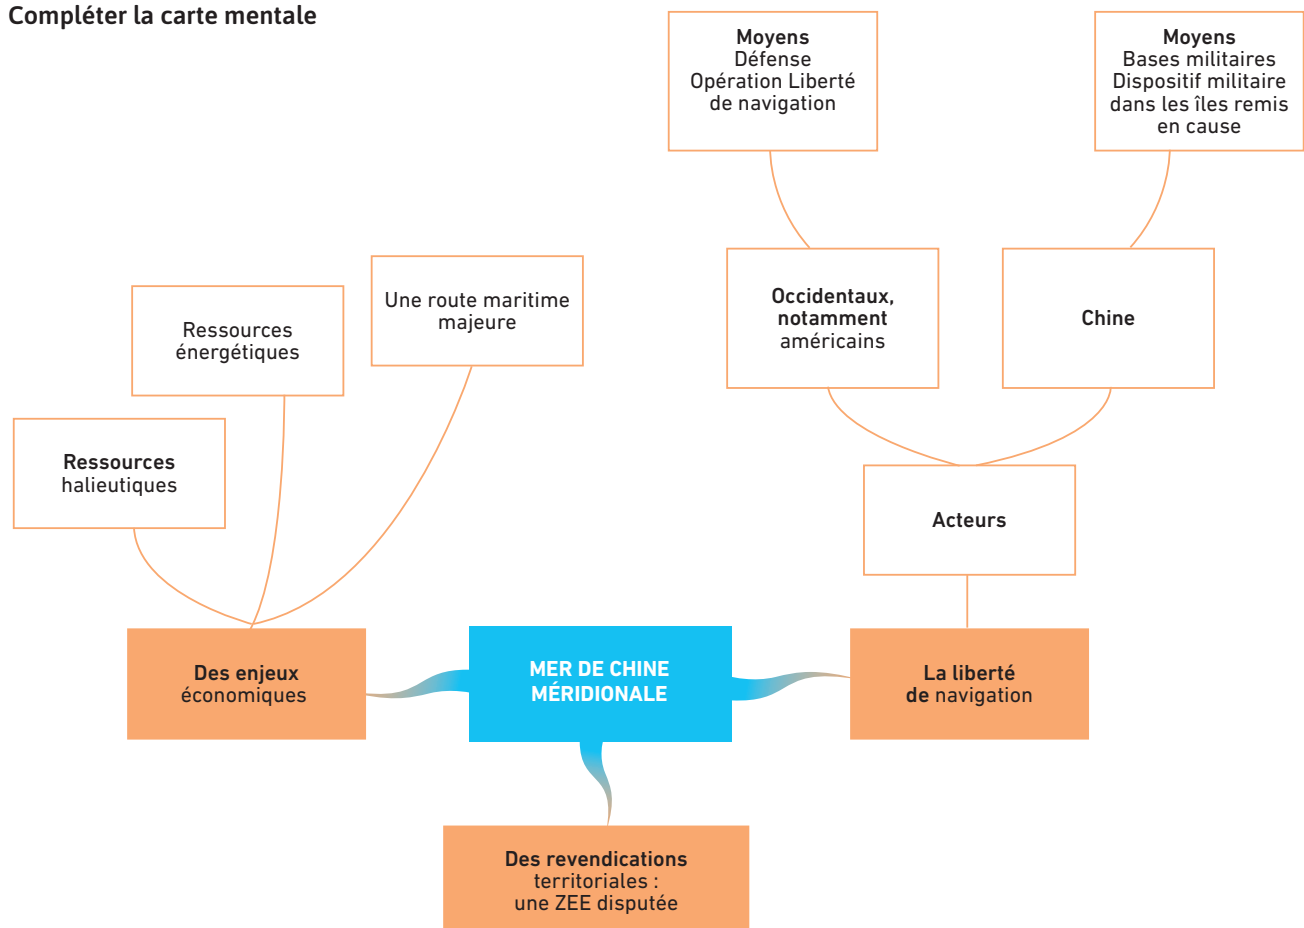 Compléter la carte mentale
Moyens
Défense
Opération Liberté
de navigation
Moyens
Bases militaires
Dispositif militaire
dans les îles remis
en cause
Une route maritime
majeure
Ressources
énergétiques
Occidentaux,
notamment
américains
Chine
Ressources
halieutiques
Acteurs
Des enjeux
économiques
MER DE CHINE
MÉRIDIONALE
La liberté
de navigation
Des revendications
territoriales :
une ZEE disputée